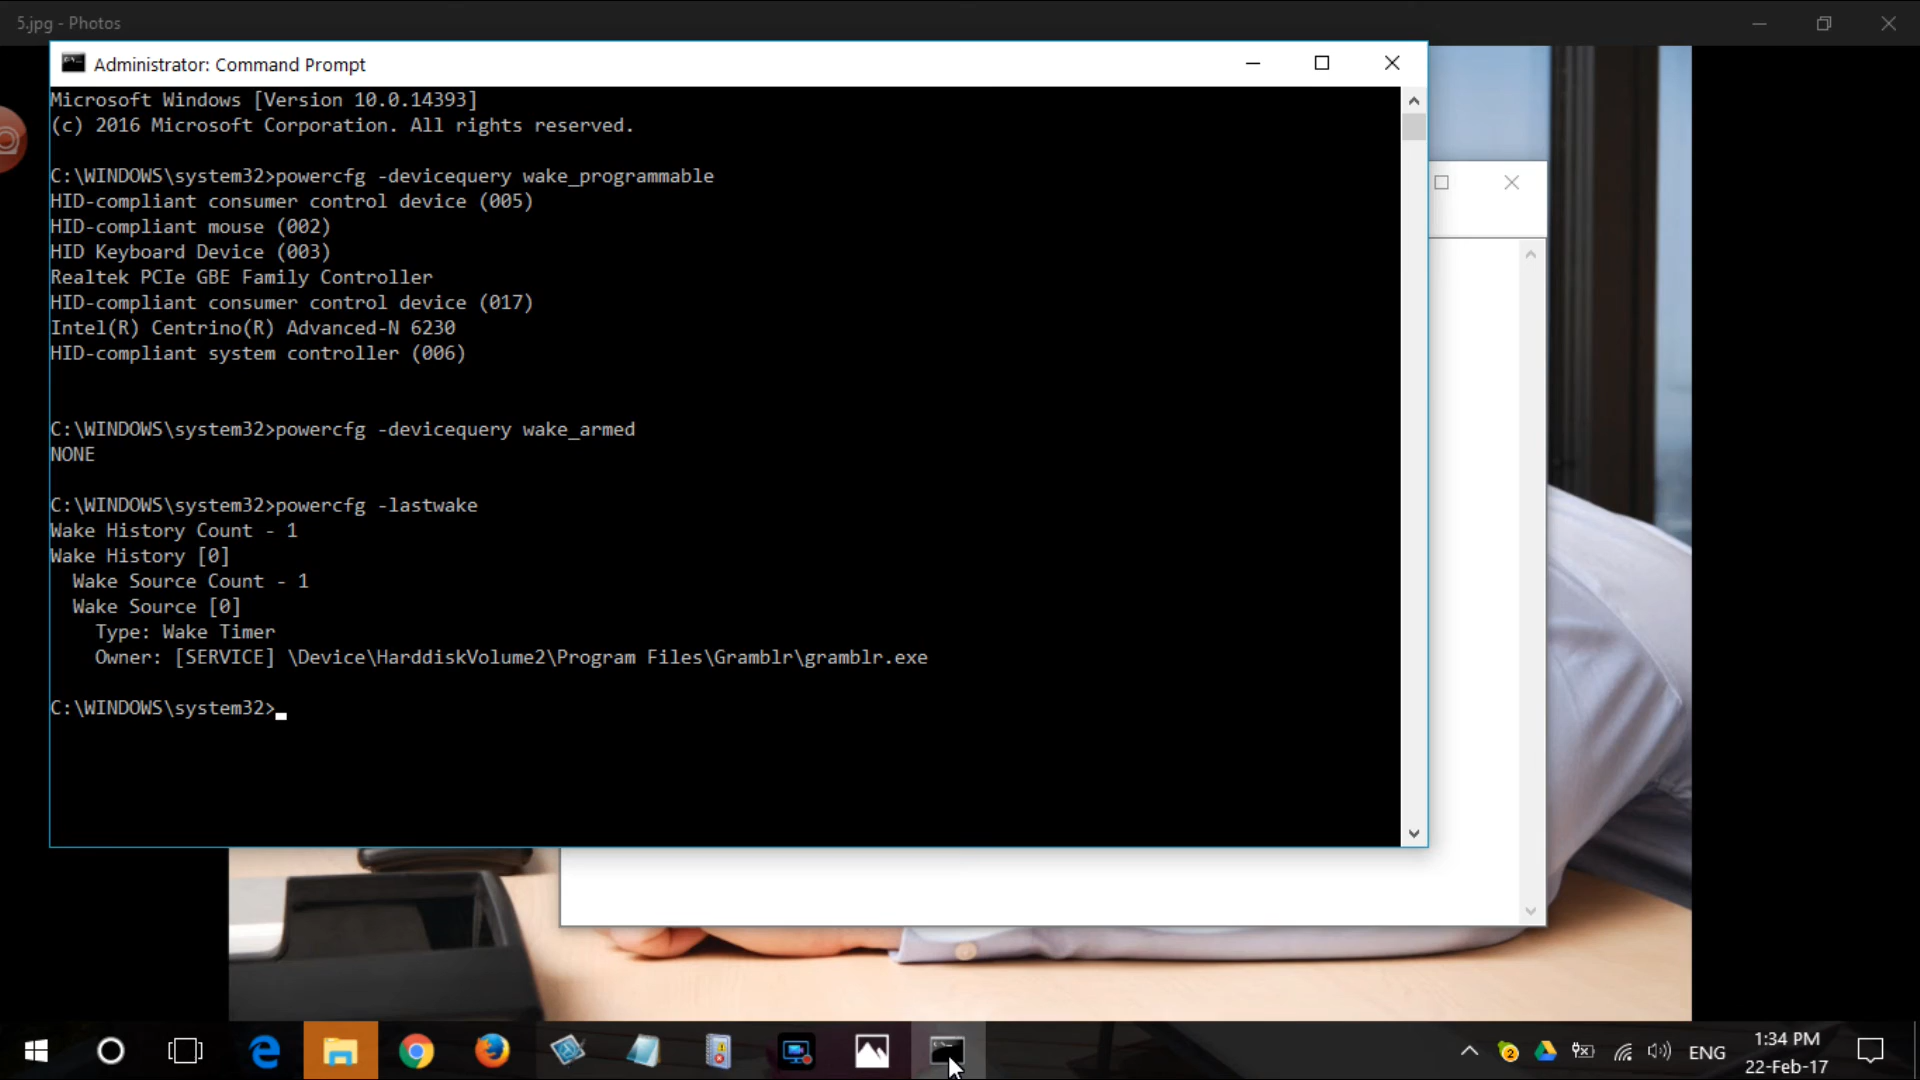 5.jpg - Photos
Administrator: Command Prompt
Microsoft Windows [Version 10.0.14393]
(c) 2016 Microsoft Corporation. All rights reserved.
C:\WINDOWS\system32>powercfg -devicequery wake_programmable
HID-compliant consumer control device (005)
HID-compliant mouse (002)
HID Keyboard Device (003)
Realtek PCIe GBE Family Controller
HID-compliant consumer control device (017)
Intel(R) Centrino(R) Advanced-N 6230
HID-compliant system controller (006)
C:\WINDOWS\system32>powercfg -devicequery wake_armed
NONE
C:\WINDOWS\system32>powercfg -lastwake
Wake History Count - 1
Wake History [0]
Wake Source Count - 1
Wake Source [0]
Type: Wake Timer
Owner: [SERVICE] \Device\HarddiskVolume2\Program Files\Gramblr\gramblr.exe
C:\WINDOWS\system32>
2
ENG
1:34 PM
22-Feb-17